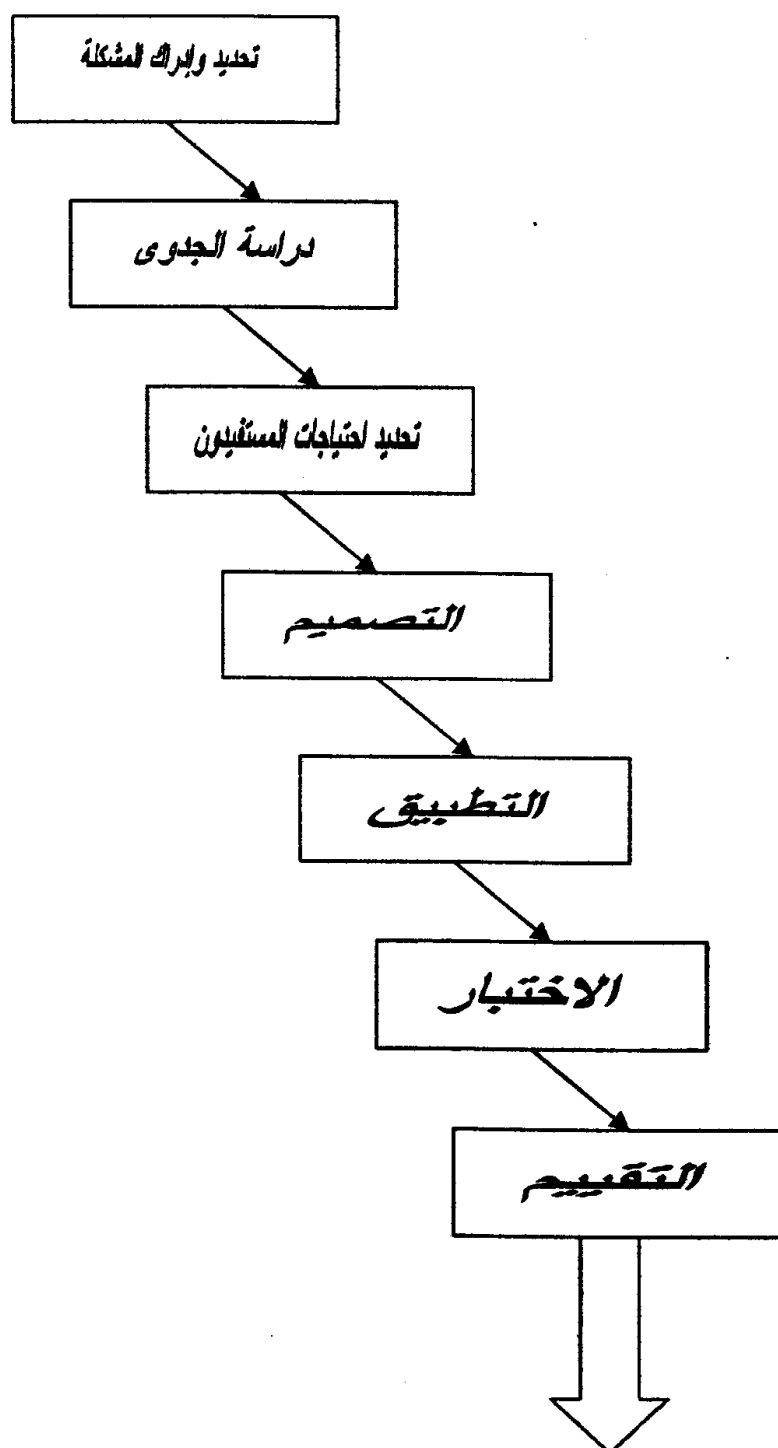 تحديد وإدراك المشكلة
دراسة الجدوى
تحديد احتياجات المستفيدون
التصميم
التطبيق
الاختبار
التقييم